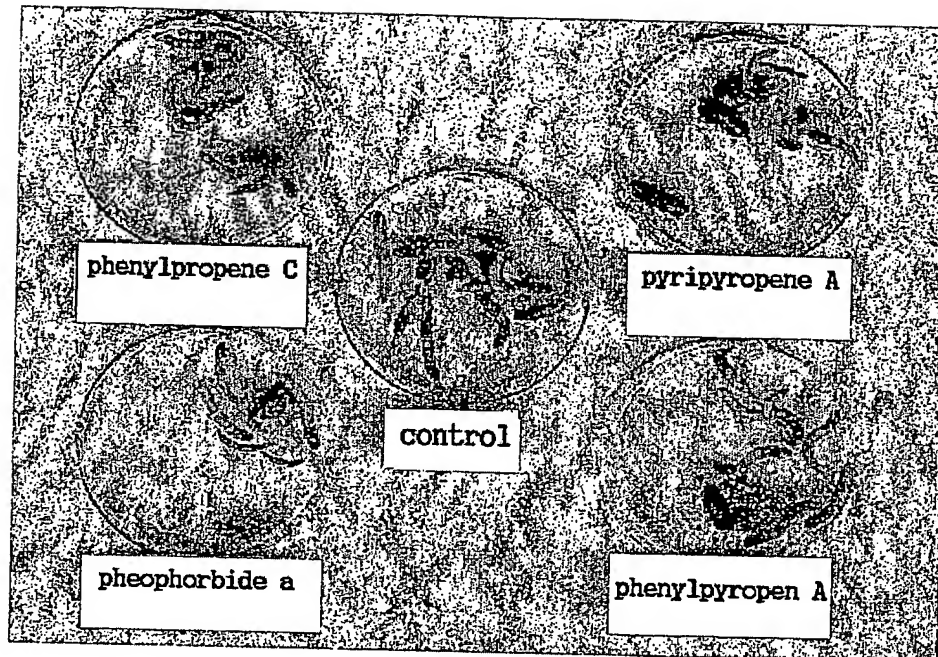 phenylpropene C
pyripyropene A
control
pheophorbide a
phenylpyropen A